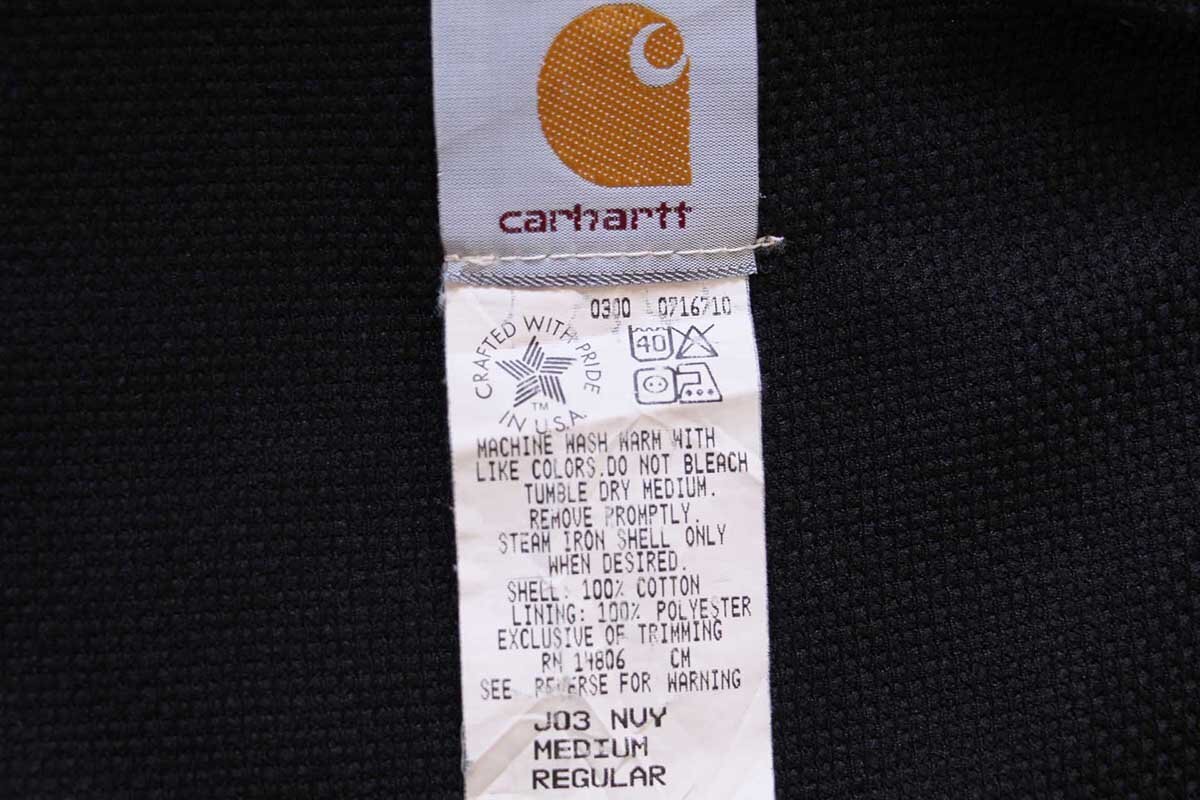 carhartt
0300 0716710
CRAFTED WITH PRIDE
IN U.S.A.
TM
40
MACHINE WASH WARM WITH
LIKE COLORS.DO NOT BLEACH
TUMBLE DRY MEDIUM.
REMOVE PROMPTLY.
STEAM IRON SHELL ONLY
WHEN DESIRED.
SHELL: 100% COTTON
LINING: 100% POLYESTER
EXCLUSIVE OF TRIMMING
RN 14806 CM
SEE REVERSE FOR WARNING
J03 NVY
MEDIUM
REGULAR